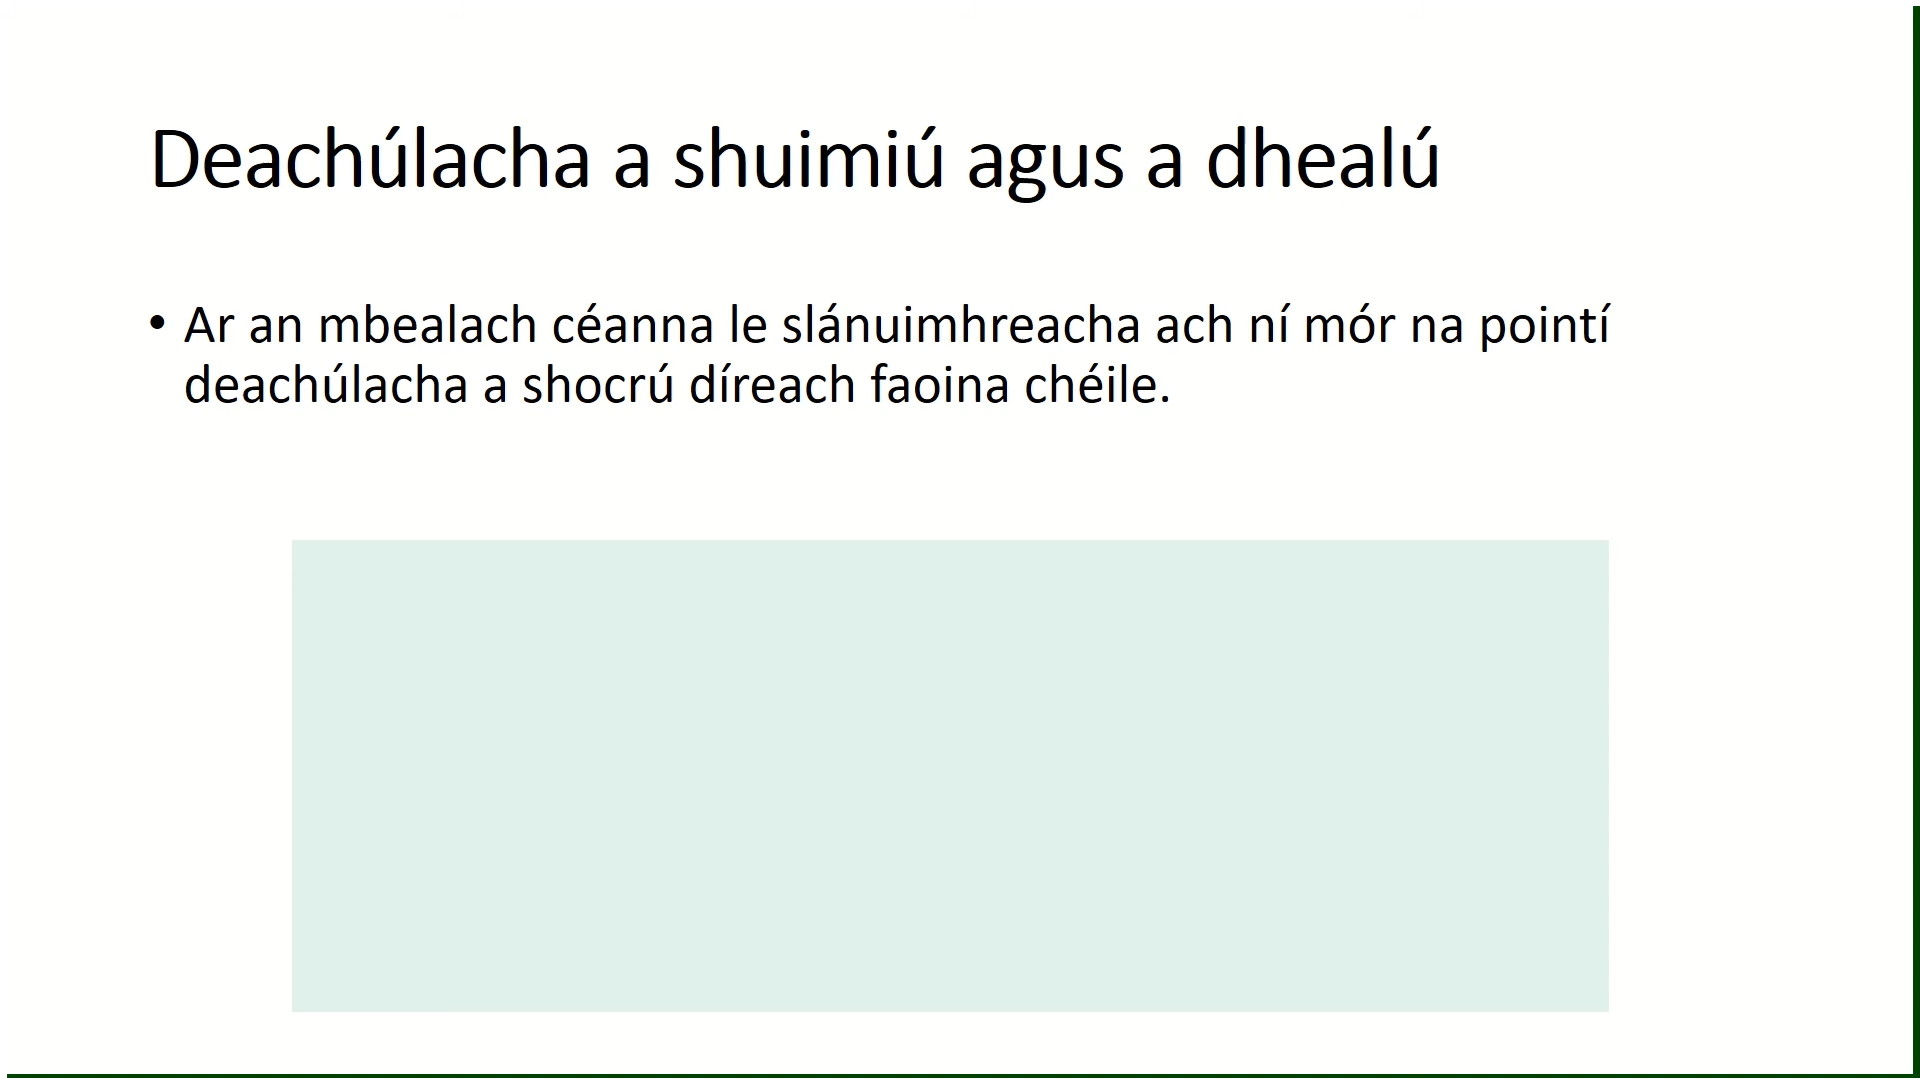 Deachúlacha a shuimiú agus a dhealú
• Ar an mbealach céanna le slánuimhreacha ach ní mór na pointí
deachúlacha a shocrú díreach faoina chéile.